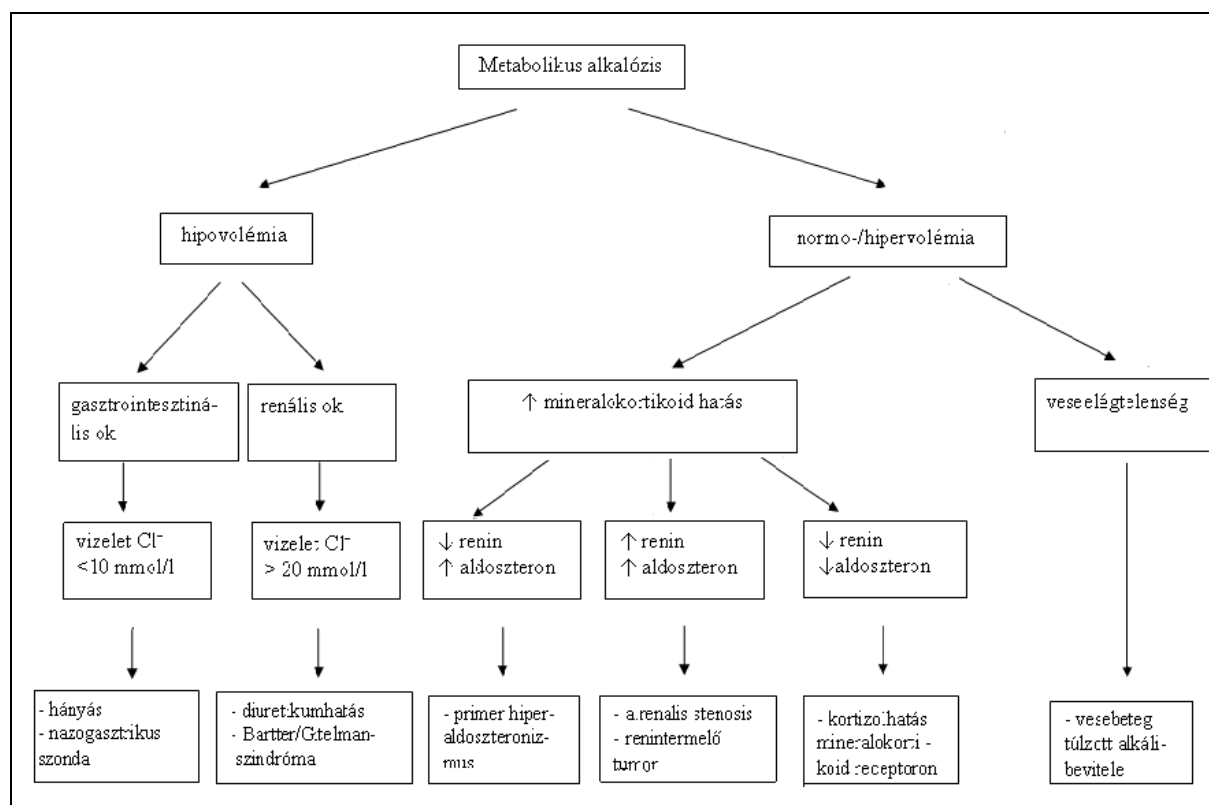 Metabolikus alkalózis
hipovolémia
normo-/hipervolémia
gasztrointesztiná-
lis ok
renális ok
↑ mineralokortikoid hatás
veseelégtelenség
vizelet Cl⁻
<10 mmol/l
vizelet Cl⁻
> 20 mmol/l
↓ renin
↑ aldoszteron
↑ renin
↑ aldoszteron
↓ renin
↓aldoszteron
- hányás
- nazogasztrikus
szonda
- diuretikumhatás
- Bartter/Gitelman-
szindróma
- primer hiper-
aldoszteroniz-
mus
- a.renalis stenosis
- renintermelő
tumor
- kortizolhatás
mineralokorti -
koid receptoron
- vesebeteg
túlzott alkáli-
bevitele